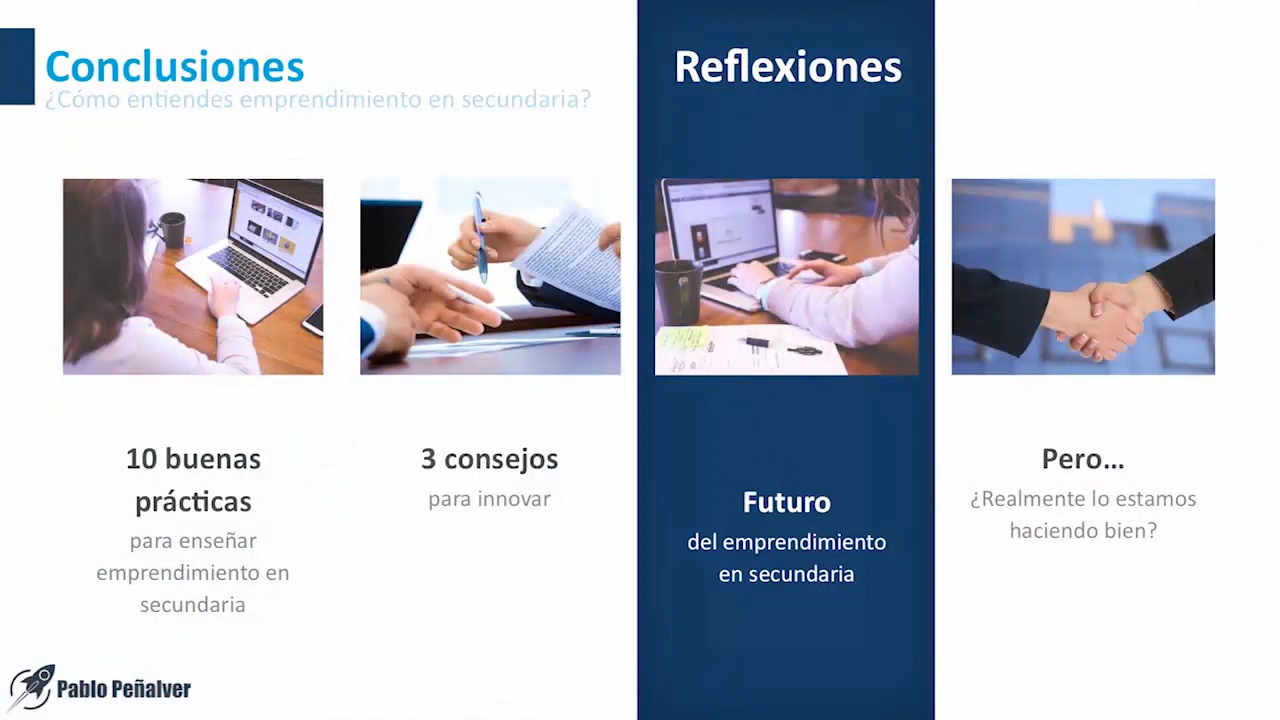 Conclusiones
¿Cómo entiendes emprendimiento en secundaria?
Reflexiones
10 buenas
prácticas
para enseñar
emprendimiento en
secundaria
3 consejos
para innovar
Futuro
del emprendimiento
en secundaria
Pero...
¿Realmente lo estamos
haciendo bien?
Pablo Peñalver